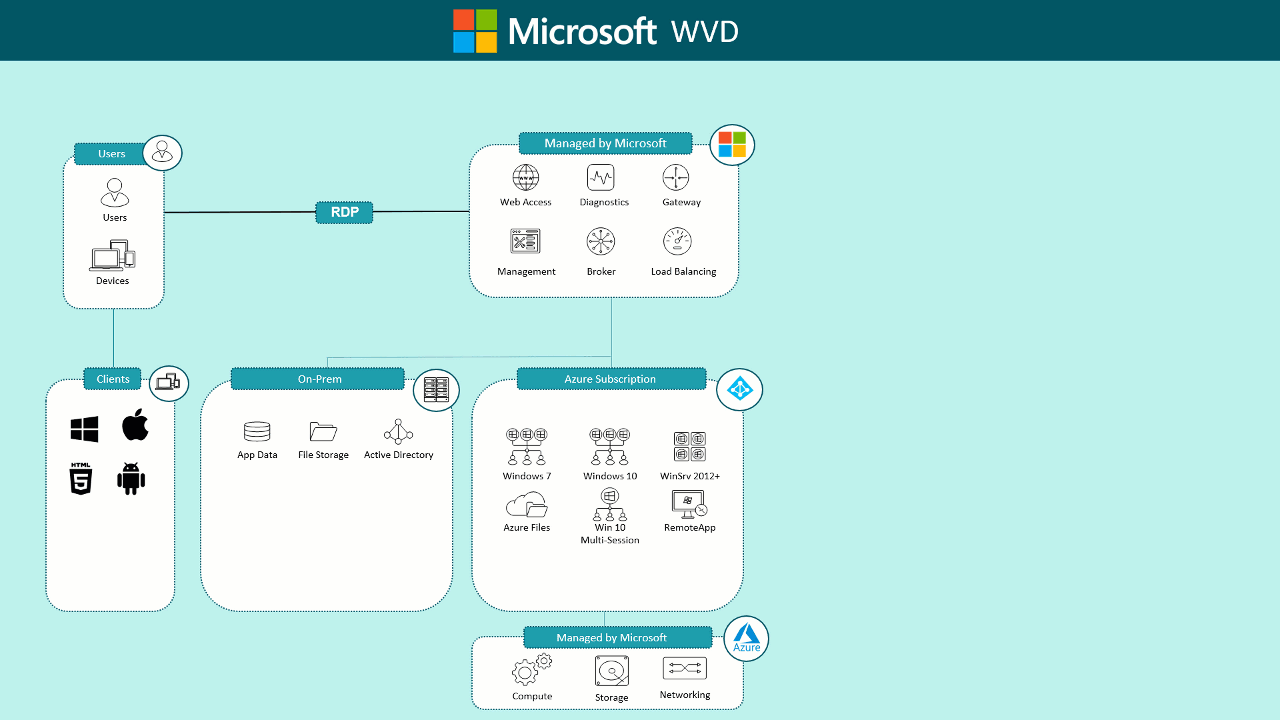 Microsoft WVD
Users
Users
Devices
RDP
Managed by Microsoft
Web Access
Diagnostics
Gateway
Management
Broker
Load Balancing
Clients
HTML
5
On-Prem
App Data
File Storage
Active Directory
Azure Subscription
Windows 7
Windows 10
WinSrv 2012+
Azure Files
Win 10
Multi-Session
RemoteApp
Managed by Microsoft
Azure
Compute
Storage
Networking